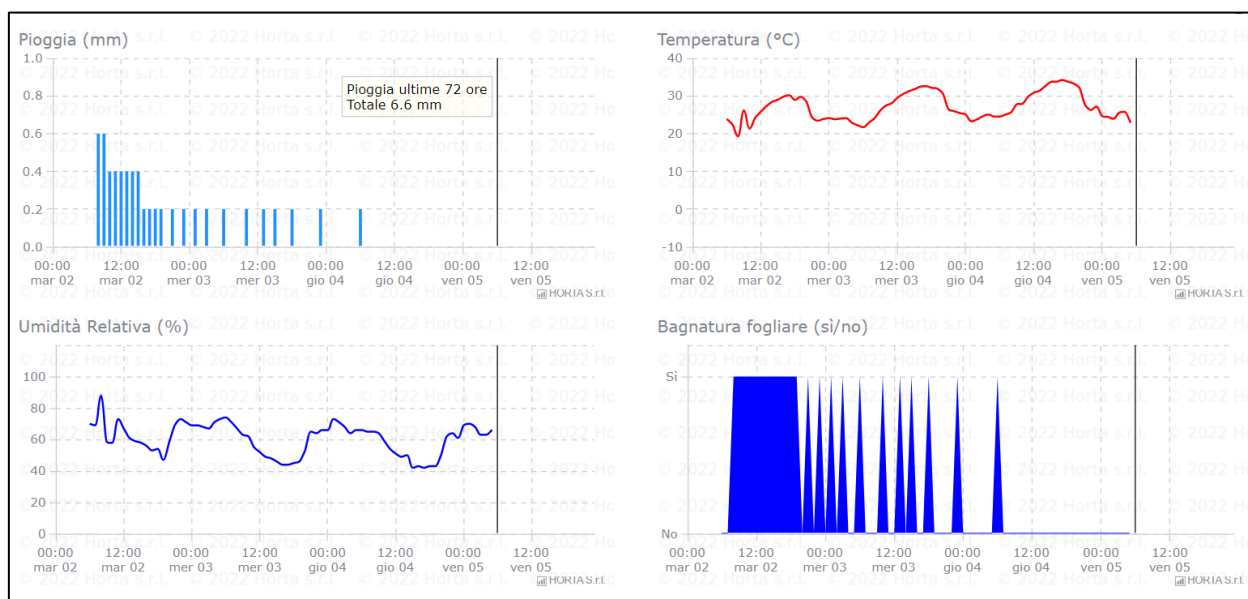 Pioggia (mm)
1.0
0.8
0.6
0.4
0.2
0.0
Pioggia ultime 72 ore
Totale 6.6 mm
00:00 12:00 00:00 12:00 00:00 12:00 00:00 12:00
mar 02 mar 02 mer 03 mer 03 gio 04 gio 04 ven 05 ven 05
HORTA S.r.l.
Temperatura (°C)
40
30
20
10
0
-10
00:00 12:00 00:00 12:00 00:00 12:00 00:00 12:00
mar 02 mar 02 mer 03 mer 03 gio 04 gio 04 ven 05 ven 05
HORTA S.r.l.
Umidità Relativa (%)
100
80
60
40
20
0
00:00 12:00 00:00 12:00 00:00 12:00 00:00 12:00
mar 02 mar 02 mer 03 mer 03 gio 04 gio 04 ven 05 ven 05
HORTA S.r.l.
Bagnatura fogliare (sì/no)
Sì
No
00:00 12:00 00:00 12:00 00:00 12:00 00:00 12:00
mar 02 mar 02 mer 03 mer 03 gio 04 gio 04 ven 05 ven 05
HORTA S.r.l.
© 2022 Horta s.r.l.